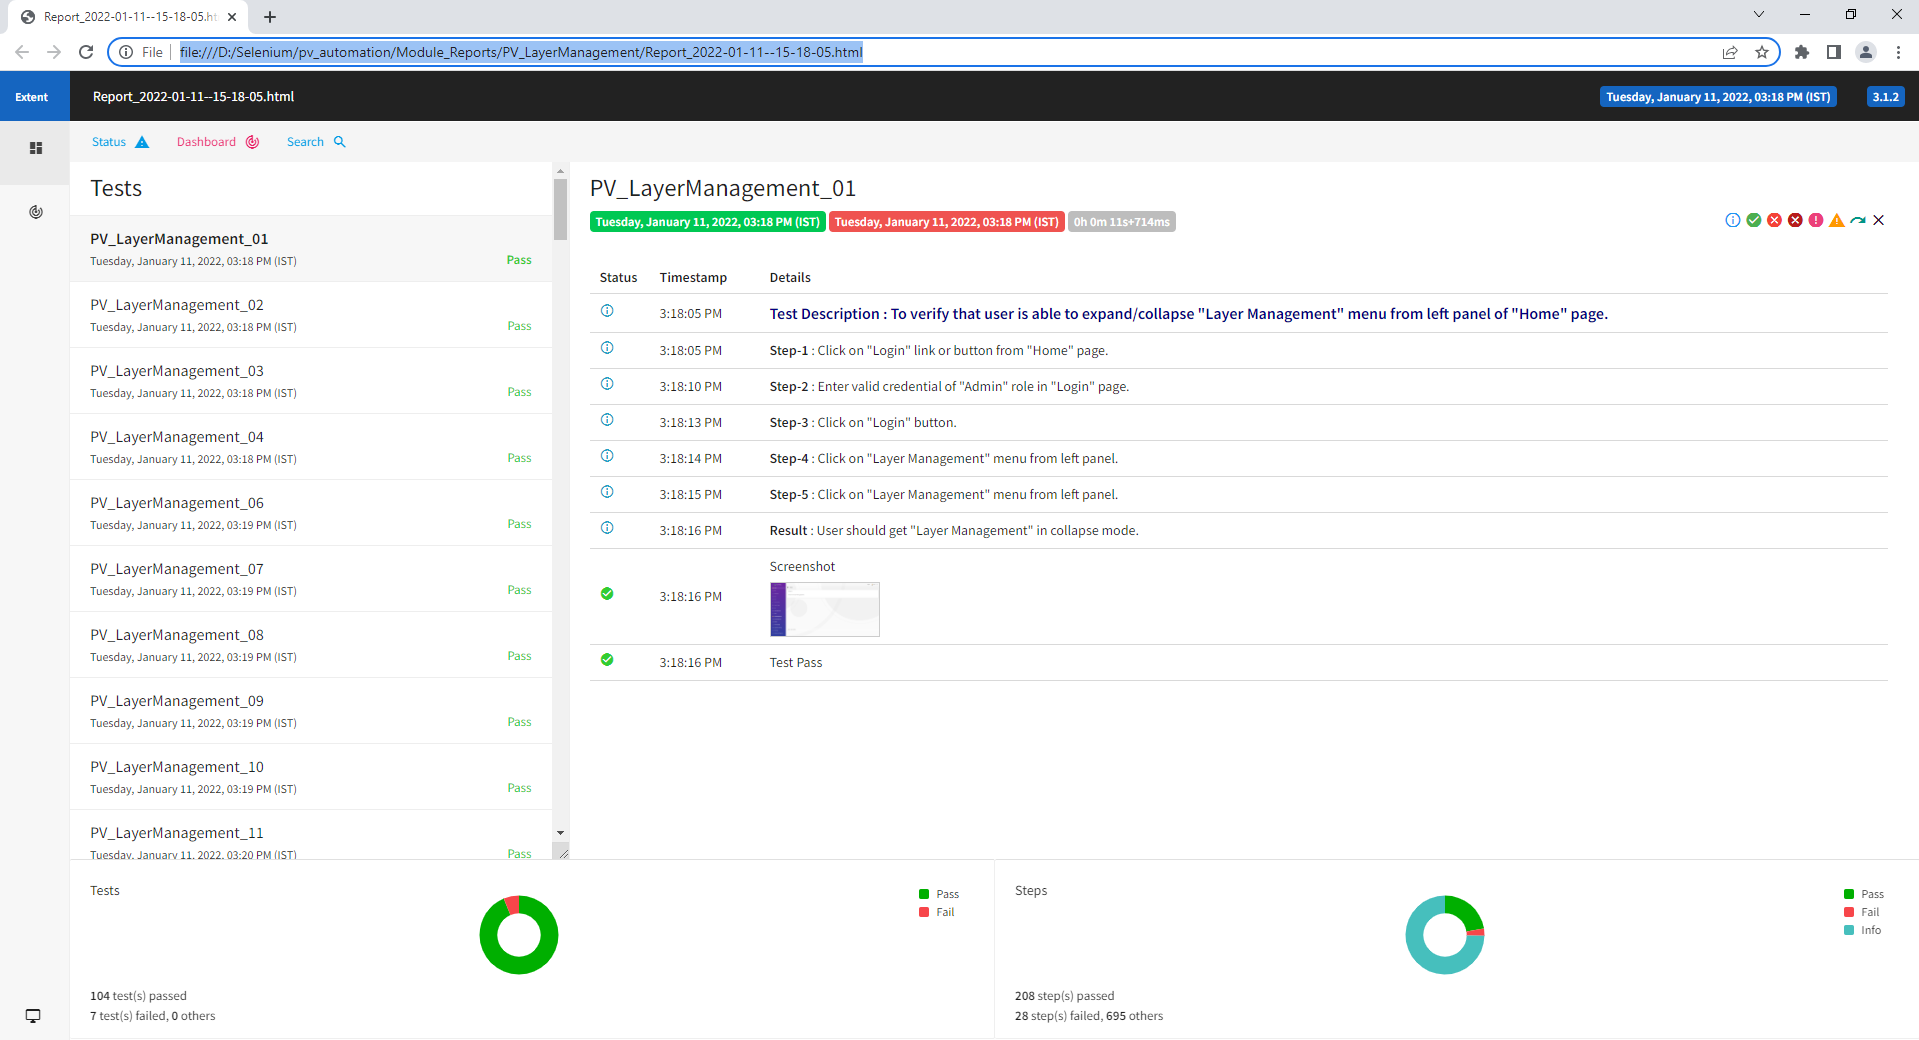 Report_2022-01-11--15-18-05.ht
File file:///D:/Selenium/pv_automation/Module_Reports/PV_LayerManagement/Report_2022-01-11--15-18-05.html
Extent Report_2022-01-11--15-18-05.html Tuesday, January 11, 2022, 03:18 PM (IST) 3.1.2
Status Dashboard Search
Tests
PV_LayerManagement_01
Tuesday, January 11, 2022, 03:18 PM (IST) Pass
PV_LayerManagement_02
Tuesday, January 11, 2022, 03:18 PM (IST) Pass
PV_LayerManagement_03
Tuesday, January 11, 2022, 03:18 PM (IST) Pass
PV_LayerManagement_04
Tuesday, January 11, 2022, 03:18 PM (IST) Pass
PV_LayerManagement_06
Tuesday, January 11, 2022, 03:19 PM (IST) Pass
PV_LayerManagement_07
Tuesday, January 11, 2022, 03:19 PM (IST) Pass
PV_LayerManagement_08
Tuesday, January 11, 2022, 03:19 PM (IST) Pass
PV_LayerManagement_09
Tuesday, January 11, 2022, 03:19 PM (IST) Pass
PV_LayerManagement_10
Tuesday, January 11, 2022, 03:19 PM (IST) Pass
PV_LayerManagement_11
Tuesday, January 11, 2022, 03:20 PM (IST) Pass
PV_LayerManagement_01
Tuesday, January 11, 2022, 03:18 PM (IST) Tuesday, January 11, 2022, 03:18 PM (IST) 0h 0m 11s+714ms
Status Timestamp Details
3:18:05 PM Test Description : To verify that user is able to expand/collapse "Layer Management" menu from left panel of "Home" page.
3:18:05 PM Step-1 : Click on "Login" link or button from "Home" page.
3:18:10 PM Step-2 : Enter valid credential of "Admin" role in "Login" page.
3:18:13 PM Step-3 : Click on "Login" button.
3:18:14 PM Step-4 : Click on "Layer Management" menu from left panel.
3:18:15 PM Step-5 : Click on "Layer Management" menu from left panel.
3:18:16 PM Result : User should get "Layer Management" in collapse mode.
Screenshot
3:18:16 PM
3:18:16 PM Test Pass
Tests
Pass
Fail
104 test(s) passed
7 test(s) failed, 0 others
Steps
Pass
Fail
Info
208 step(s) passed
28 step(s) failed, 695 others